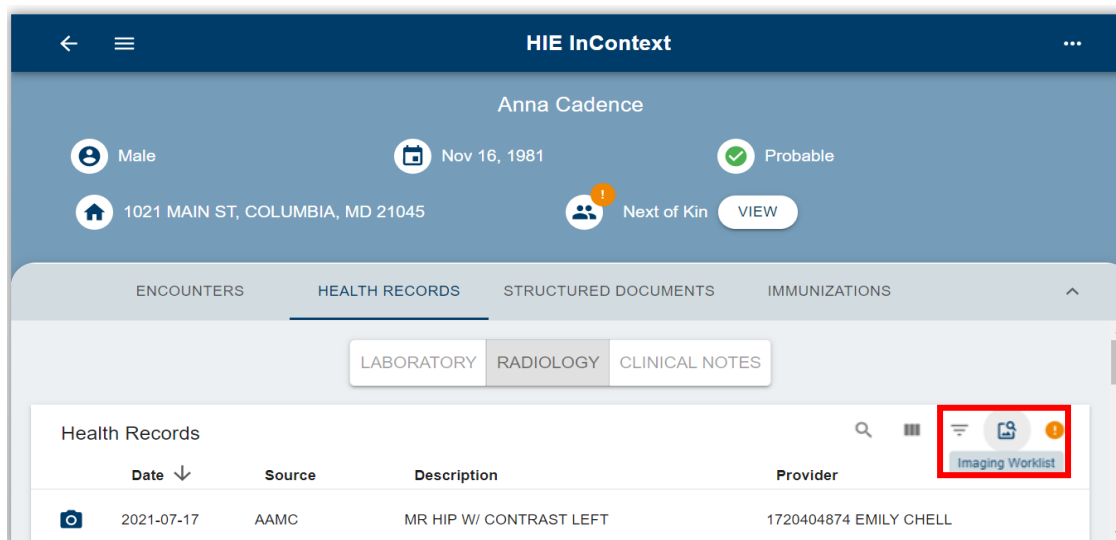 HIE InContext
Anna Cadence
Male Nov 16, 1981 Probable
1021 MAIN ST, COLUMBIA, MD 21045 Next of Kin VIEW
ENCOUNTERS HEALTH RECORDS STRUCTURED DOCUMENTS IMMUNIZATIONS
LABORATORY RADIOLOGY CLINICAL NOTES
Health Records
Imaging Worklist
Date Source Description Provider
2021-07-17 AAMC MR HIP W/ CONTRAST LEFT 1720404874 EMILY CHELL